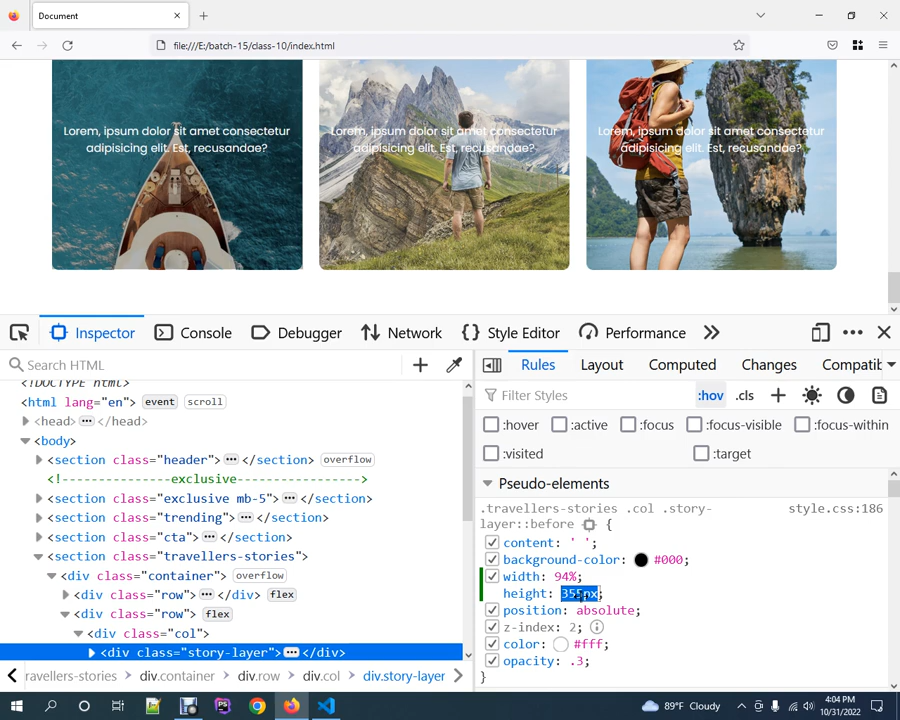 Document
file:///E:/batch-15/class-10/index.html
Lorem, ipsum dolor sit amet consectetur
adipisicing elit. Est, recusandae?
Lorem, ipsum dolor sit amet consectetur
adipisicing elit. Est, recusandae?
Lorem, ipsum dolor sit amet consectetur
adipisicing elit. Est, recusandae?
Inspector Console Debugger Network Style Editor Performance
Search HTML
Rules Layout Computed Changes Compatib
Filter Styles :hov .cls
:hover :active :focus :focus-visible :focus-within
:visited :target
<!DOCTYPE html>
<html lang="en"> event scroll
<head> </head>
<body>
<section class="header"> </section> overflow
<!--------------exclusive---------------->
<section class="exclusive mb-5"> </section>
<section class="trending"> </section>
<section class="cta"> </section>
<section class="travellers-stories">
<div class="container"> overflow
<div class="row"> </div> flex
<div class="row"> flex
<div class="col">
<div class="story-layer"> </div>
ravellers-stories div.container div.row div.col div.story-layer
Pseudo-elements
.travellers-stories .col .story- style.css:186
layer::before {
content: ' ';
background-color: #000;
width: 94%;
height: 355px;
position: absolute;
z-index: 2;
color: #fff;
opacity: .3;
}
89°F Cloudy
4:04 PM
10/31/2022